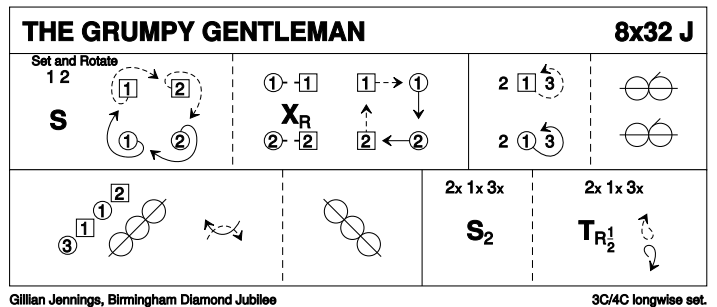 THE GRUMPY GENTLEMAN 8x32 J
Set and Rotate
1 2
S
1 2
1 2
1 1
X R
2 2
1 1
2 2
2 1 3
2 1 3
2
1
1
3
2x 1x 3x
S2
2x 1x 3x
T R 1/2
Gillian Jennings, Birmingham Diamond Jubilee 3C/4C longwise set.